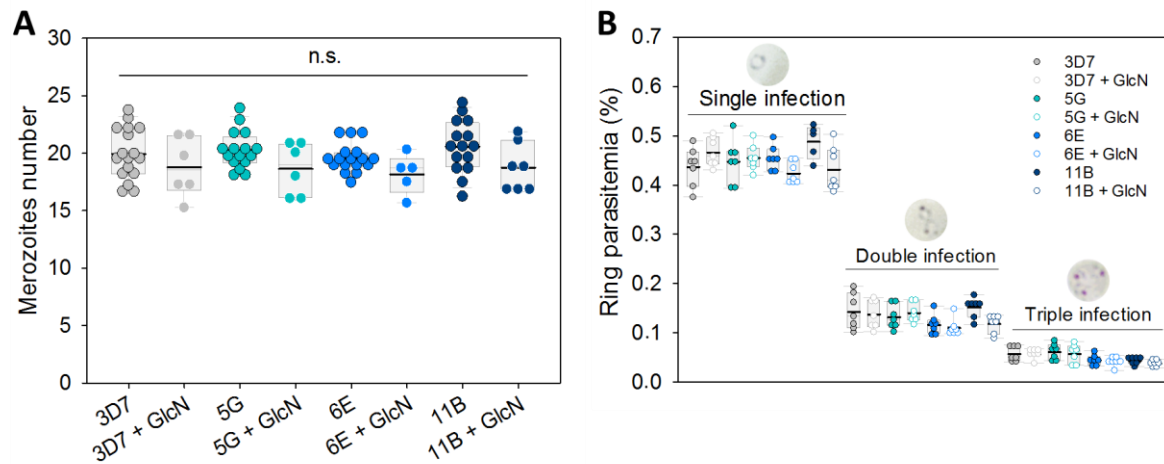 A
Merozoites number
30
25
20
15
10
5
0
n.s.
3D7
3D7 + GlcN
5G
5G + GlcN
6E
6E + GlcN
11B
11B + GlcN
B
Ring parasitemia (%)
0.7
0.6
0.5
0.4
0.3
0.2
0.1
0.0
Single infection
Double infection
Triple infection
3D7
3D7 + GlcN
5G
5G + GlcN
6E
6E + GlcN
11B
11B + GlcN